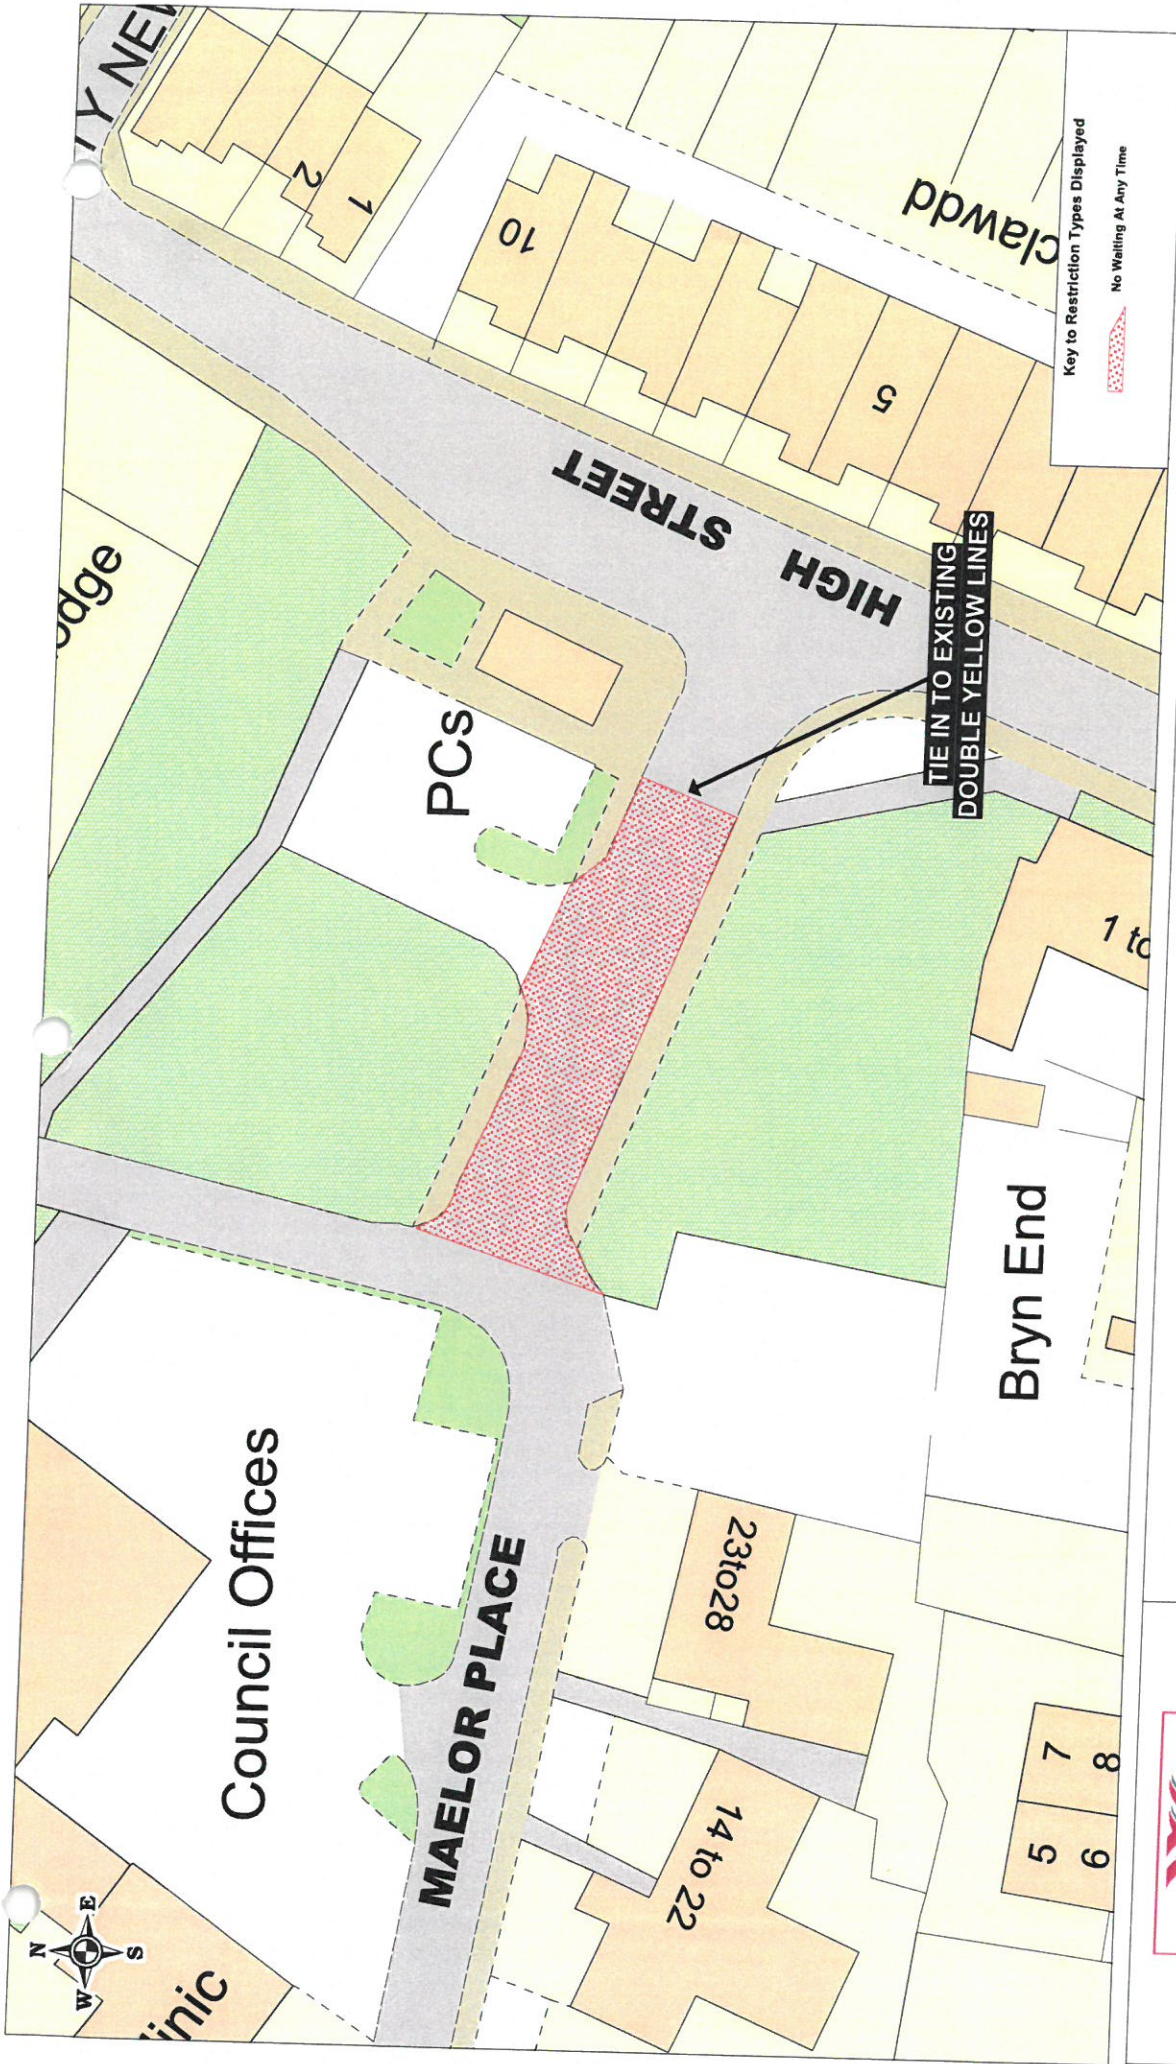 TY NEW
2
1
10
clawdd
5
odge
HIGH STREET
PCs
TIE IN TO EXISTING
DOUBLE YELLOW LINES
1 to
Bryn End
Council Offices
MAELOR PLACE
23to28
14 to 22
7
8
5
6
linic
N
E
S
W
Key to Restriction Types Displayed
No Waiting At Any Time